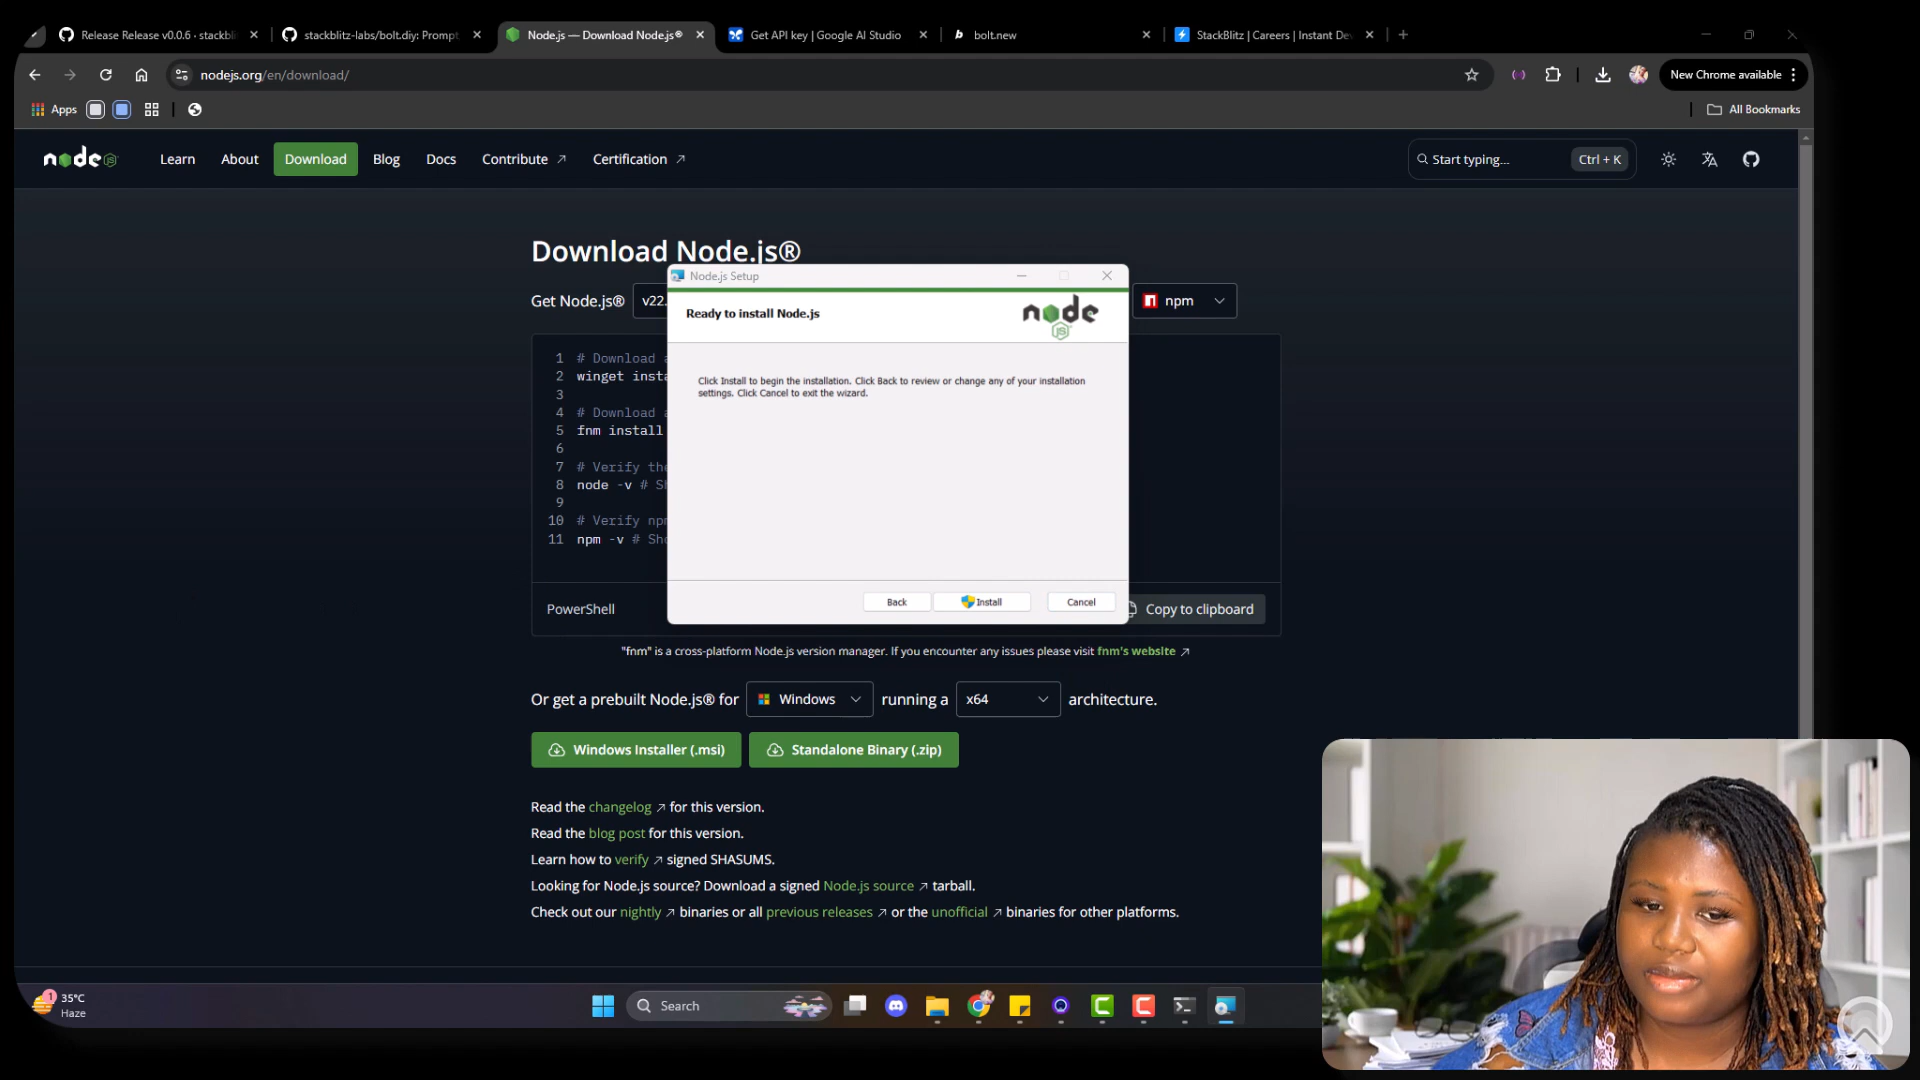 Release Release v0.0.6 · stackbli
stackblitz-labs/bolt.diy: Prompt
Node.js — Download Node.js®
Get API key | Google AI Studio
bolt.new
StackBlitz | Careers | Instant De
nodejs.org/en/download/
New Chrome available
Apps
All Bookmarks
node JS
Learn
About
Download
Blog
Docs
Contribute
Certification
Start typing...
Ctrl + K
Download Node.js®
Get Node.js®
v22.
npm
Node.js Setup
Ready to install Node.js
node JS
Click Install to begin the installation. Click Back to review or change any of your installation
settings. Click Cancel to exit the wizard.
Back
Install
Cancel
1 # Download a
2 winget insta
3
4 # Download a
5 fnm install
6
7 # Verify the
8 node -v # Sh
9
10 # Verify npm
11 npm -v # Sho
PowerShell
Copy to clipboard
"fnm" is a cross-platform Node.js version manager. If you encounter any issues please visit fnm's website
Or get a prebuilt Node.js® for Windows running a x64 architecture.
Windows Installer (.msi)
Standalone Binary (.zip)
Read the changelog for this version.
Read the blog post for this version.
Learn how to verify signed SHASUMS.
Looking for Node.js source? Download a signed Node.js source tarball.
Check out our nightly binaries or all previous releases or the unofficial binaries for other platforms.
1
35°C
Haze
Search